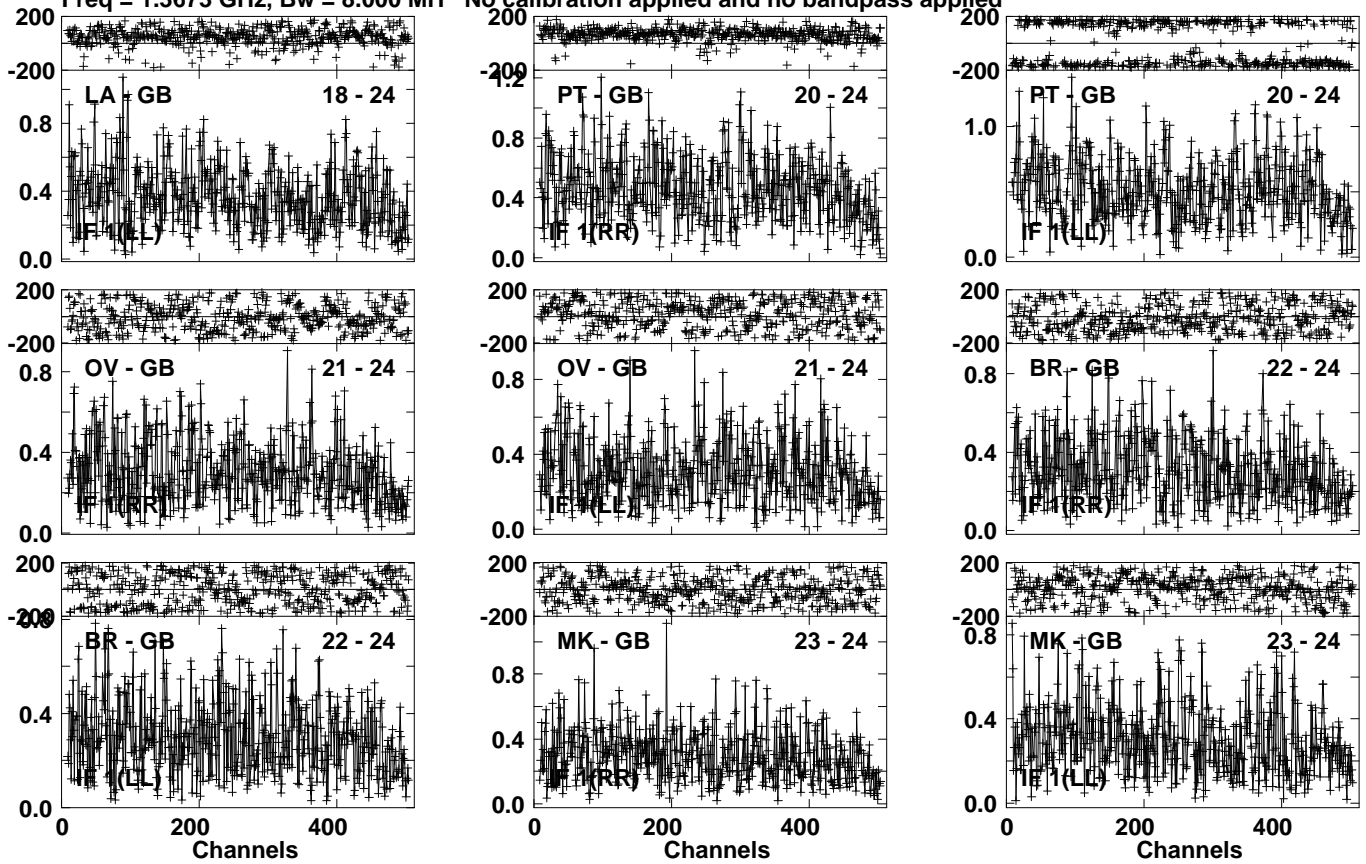 Freq = 1.3675 GHz, Bw = 8.000 MH No calibration applied and no bandpass applied
200 200 200
-200 -200 -200
LA - GB 18 - 24 PT - GB 20 - 24 PT - GB 20 - 24
1.2
0.8 0.8 1.0
0.4 0.4
IF 1(LL) IF 1(RR) IF 1(LL)
0.0 0.0 0.0
200 200 200
-200 -200 -200
OV - GB 21 - 24 OV - GB 21 - 24 BR - GB 22 - 24
0.8 0.8 0.8
0.4 0.4 0.4
IF 1(RR) IF 1(LL) IF 1(RR)
0.0 0.0 0.0
200 200 200
-200 -200 -200
0.8
BR - GB 22 - 24 MK - GB 23 - 24 MK - GB 23 - 24
0.8 0.8
0.4 0.4 0.4
IF 1(LL) IF 1(RR) IF 1(LL)
0.0 0.0 0.0
0 200 400 0 200 400 0 200 400
Channels Channels Channels